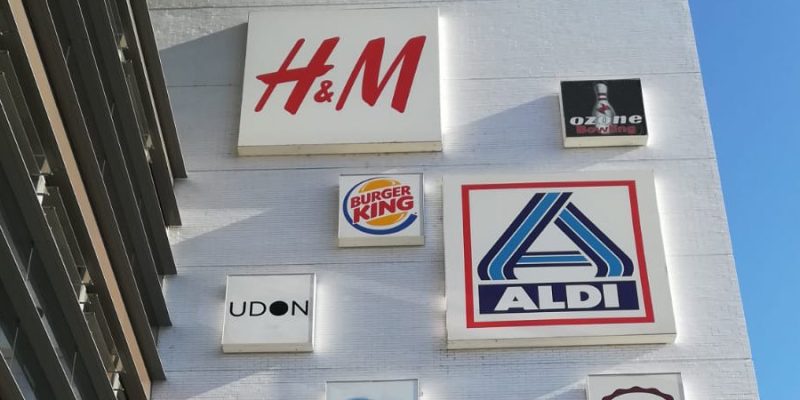 H&M
ozone
Bowling
BURGER
KING
ALDI
UDON